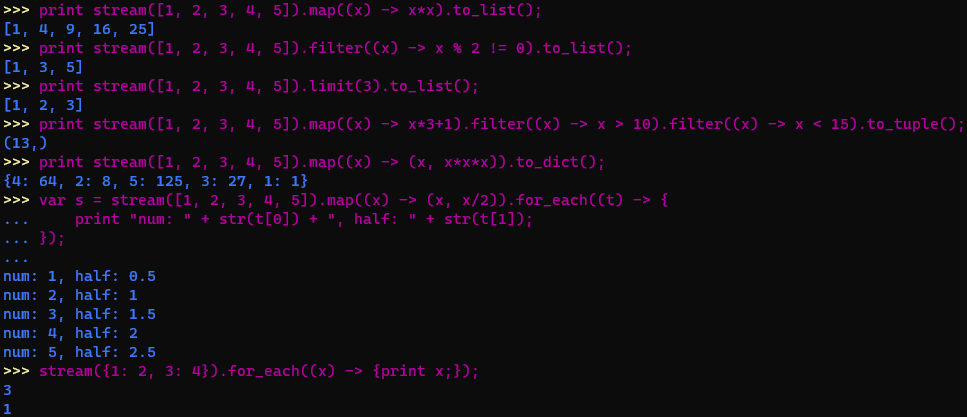 >>> print stream([1, 2, 3, 4, 5]).map((x) -> x*x).to_list();
[1, 4, 9, 16, 25]
>>> print stream([1, 2, 3, 4, 5]).filter((x) -> x % 2 != 0).to_list();
[1, 3, 5]
>>> print stream([1, 2, 3, 4, 5]).limit(3).to_list();
[1, 2, 3]
>>> print stream([1, 2, 3, 4, 5]).map((x) -> x*3+1).filter((x) -> x > 10).filter((x) -> x < 15).to_tuple();
(13,)
>>> print stream([1, 2, 3, 4, 5]).map((x) -> (x, x*x*x)).to_dict();
{4: 64, 2: 8, 5: 125, 3: 27, 1: 1}
>>> var s = stream([1, 2, 3, 4, 5]).map((x) -> (x, x/2)).for_each((t) -> {
...     print "num: " + str(t[0]) + ", half: " + str(t[1]);
... });
...
num: 1, half: 0.5
num: 2, half: 1
num: 3, half: 1.5
num: 4, half: 2
num: 5, half: 2.5
>>> stream({1: 2, 3: 4}).for_each((x) -> {print x;});
3
1